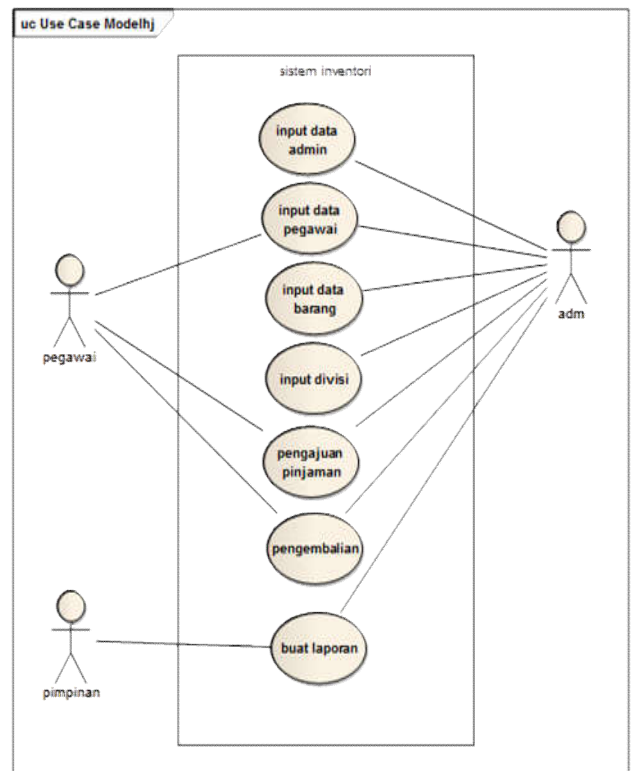 uc Use Case Modelhj
sistem inventori
input data
admin
input data
pegawai
input data
barang
input divisi
pengajuan
pinjaman
pengembalian
buat laporan
pegawai
pimpinan
adm